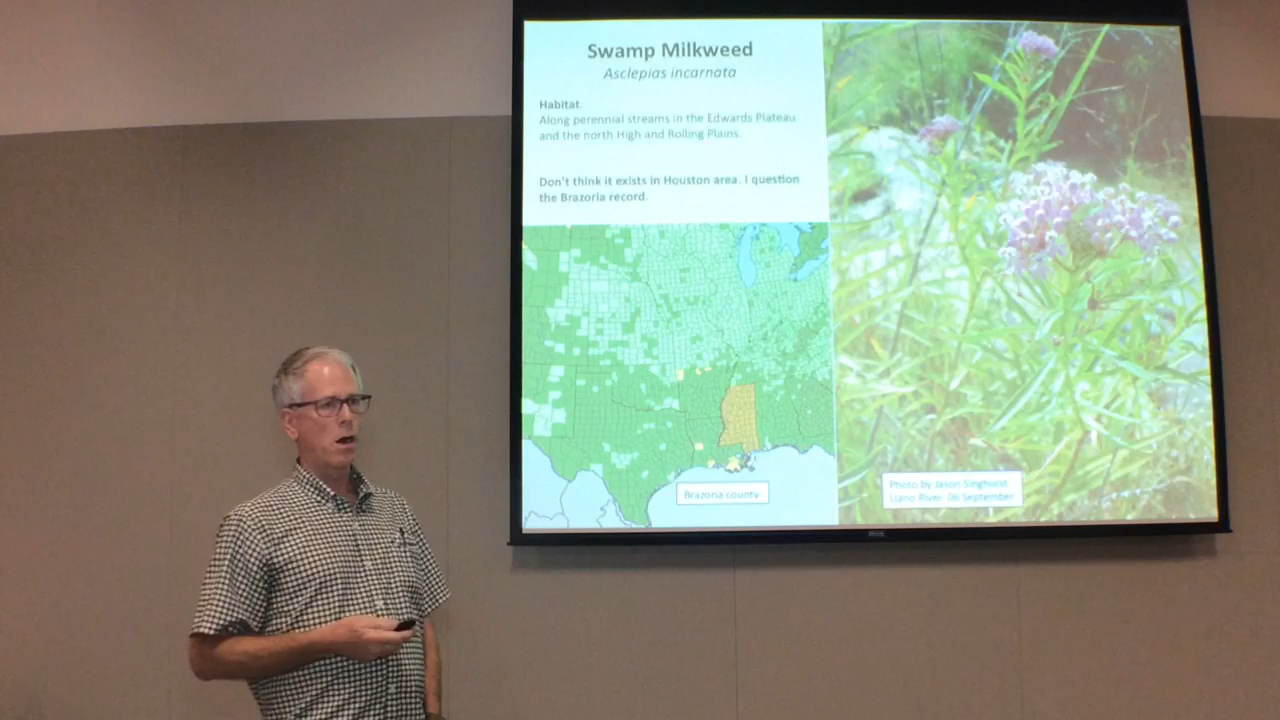 Swamp Milkweed
Asclepias incarnata
Habitat.
Along perennial streams in the Edwards Plateau
and the north High and Rolling Plains.
Don't think it exists in Houston area. I question
the Brazoria record.
Brazoria county
Photo by Jason Singhurst
Llano River 06 September